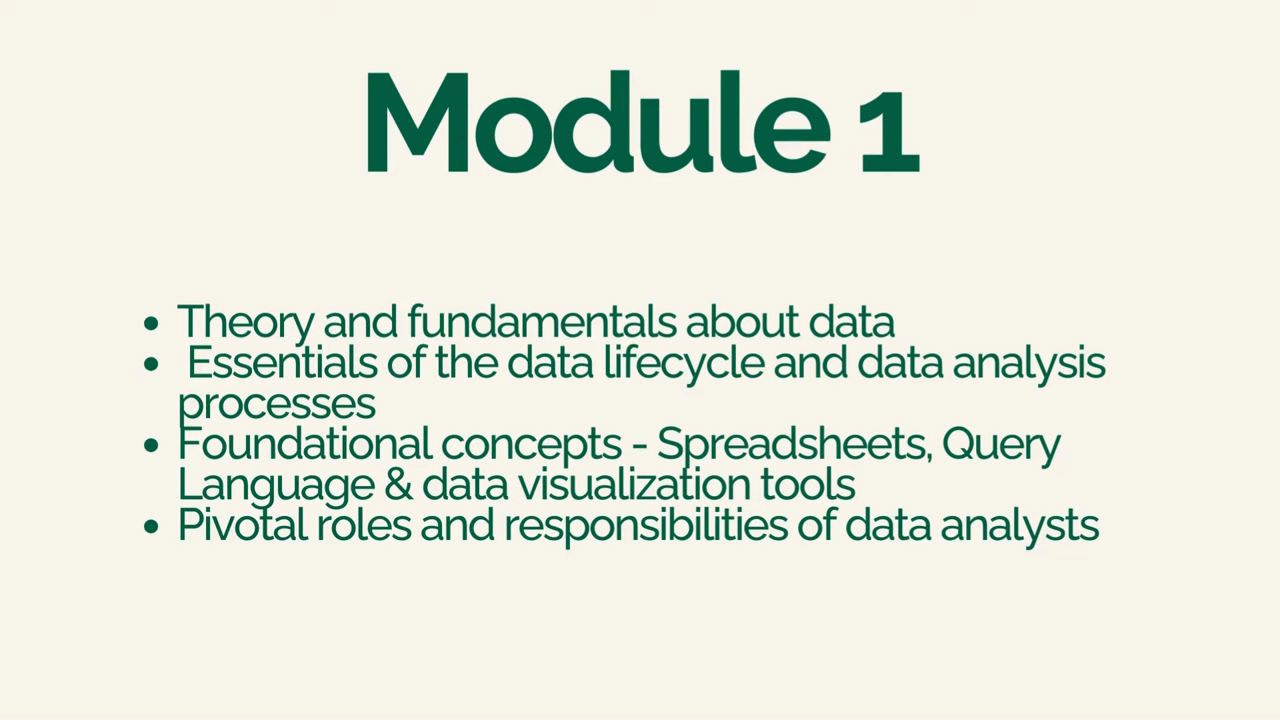 Module 1
• Theory and fundamentals about data
• Essentials of the data lifecycle and data analysis
processes
• Foundational concepts - Spreadsheets, Query
Language & data visualization tools
• Pivotal roles and responsibilities of data analysts